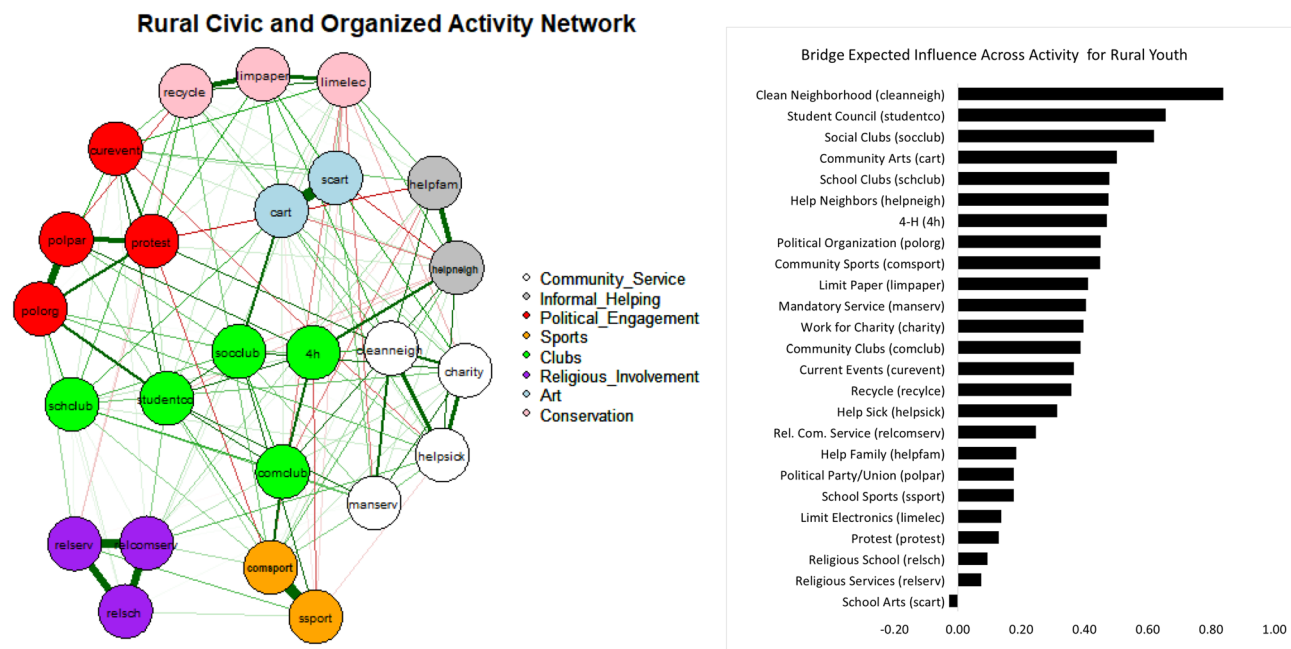 Rural Civic and Organized Activity Network
recycle
limpaper
limelec
curevent
scart
helpfam
cart
polpar
protest
helpneigh
polorg
socclub
4h
cleanneigh
charity
schclub
studentco
helpsick
comclub
manserv
relserv
relcomserv
comsport
relsch
ssport
Community_Service
Informal_Helping
Political_Engagement
Sports
Clubs
Religious_Involvement
Art
Conservation
Bridge Expected Influence Across Activity for Rural Youth
Clean Neighborhood (cleanneigh)
Student Council (studentco)
Social Clubs (socclub)
Community Arts (cart)
School Clubs (schclub)
Help Neighbors (helpneigh)
4-H (4h)
Political Organization (polorg)
Community Sports (comsport)
Limit Paper (limpaper)
Mandatory Service (manserv)
Work for Charity (charity)
Community Clubs (comclub)
Current Events (curevent)
Recycle (recylce)
Help Sick (helpsick)
Rel. Com. Service (relcomserv)
Help Family (helpfam)
Political Party/Union (polpar)
School Sports (ssport)
Limit Electronics (limelec)
Protest (protest)
Religious School (relsch)
Religious Services (relserv)
School Arts (scart)
-0.20 0.00 0.20 0.40 0.60 0.80 1.00